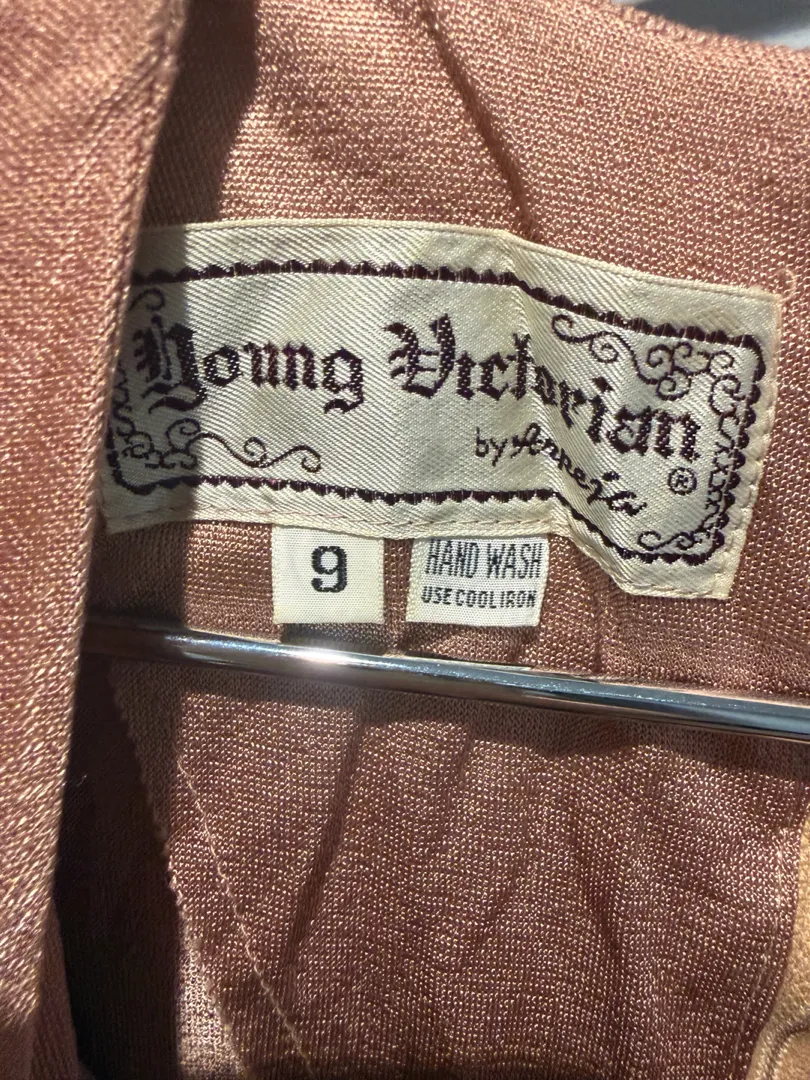 Young Victorian
by Arpeja
®
9
HAND WASH
USE COOL IRON